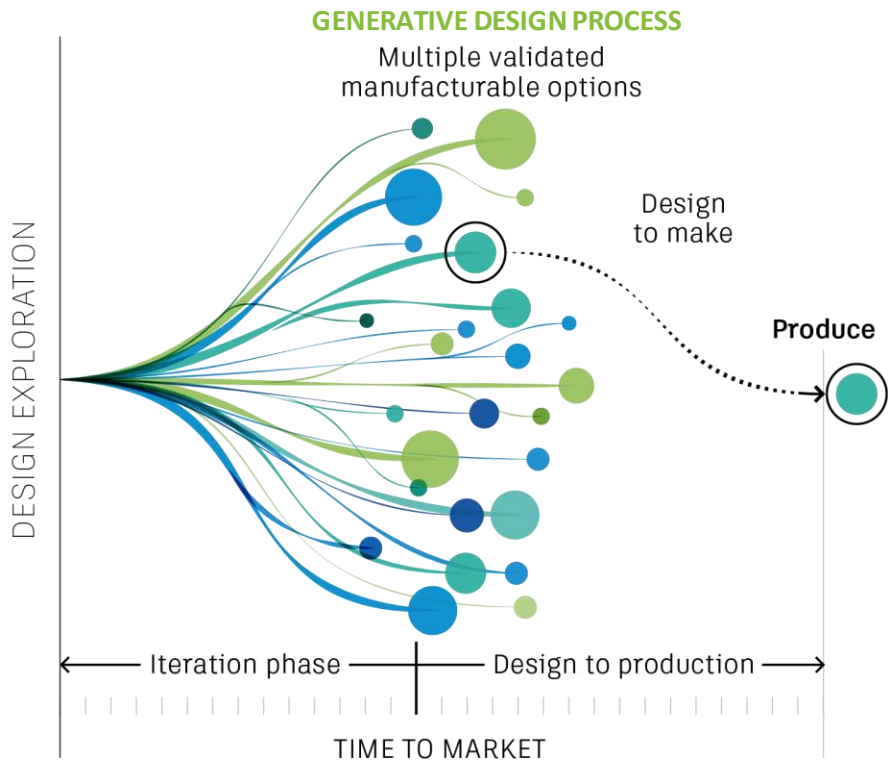 GENERATIVE DESIGN PROCESS
Multiple validated
manufacturable options
Design
to make
Produce
DESIGN EXPLORATION
Iteration phase
Design to production
TIME TO MARKET